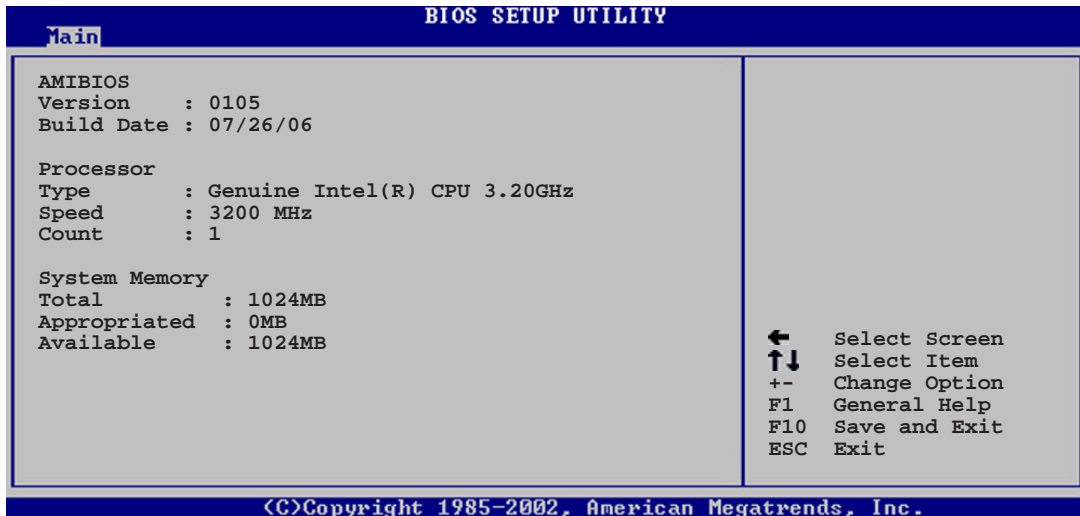 BIOS SETUP UTILITY
Main
AMIBIOS
Version : 0105
Build Date : 07/26/06
Processor
Type : Genuine Intel(R) CPU 3.20GHz
Speed : 3200 MHz
Count : 1
System Memory
Total : 1024MB
Appropriated : 0MB
Available : 1024MB
← Select Screen
↑↓ Select Item
+- Change Option
F1 General Help
F10 Save and Exit
ESC Exit
(C)Copyright 1985-2002, American Megatrends, Inc.